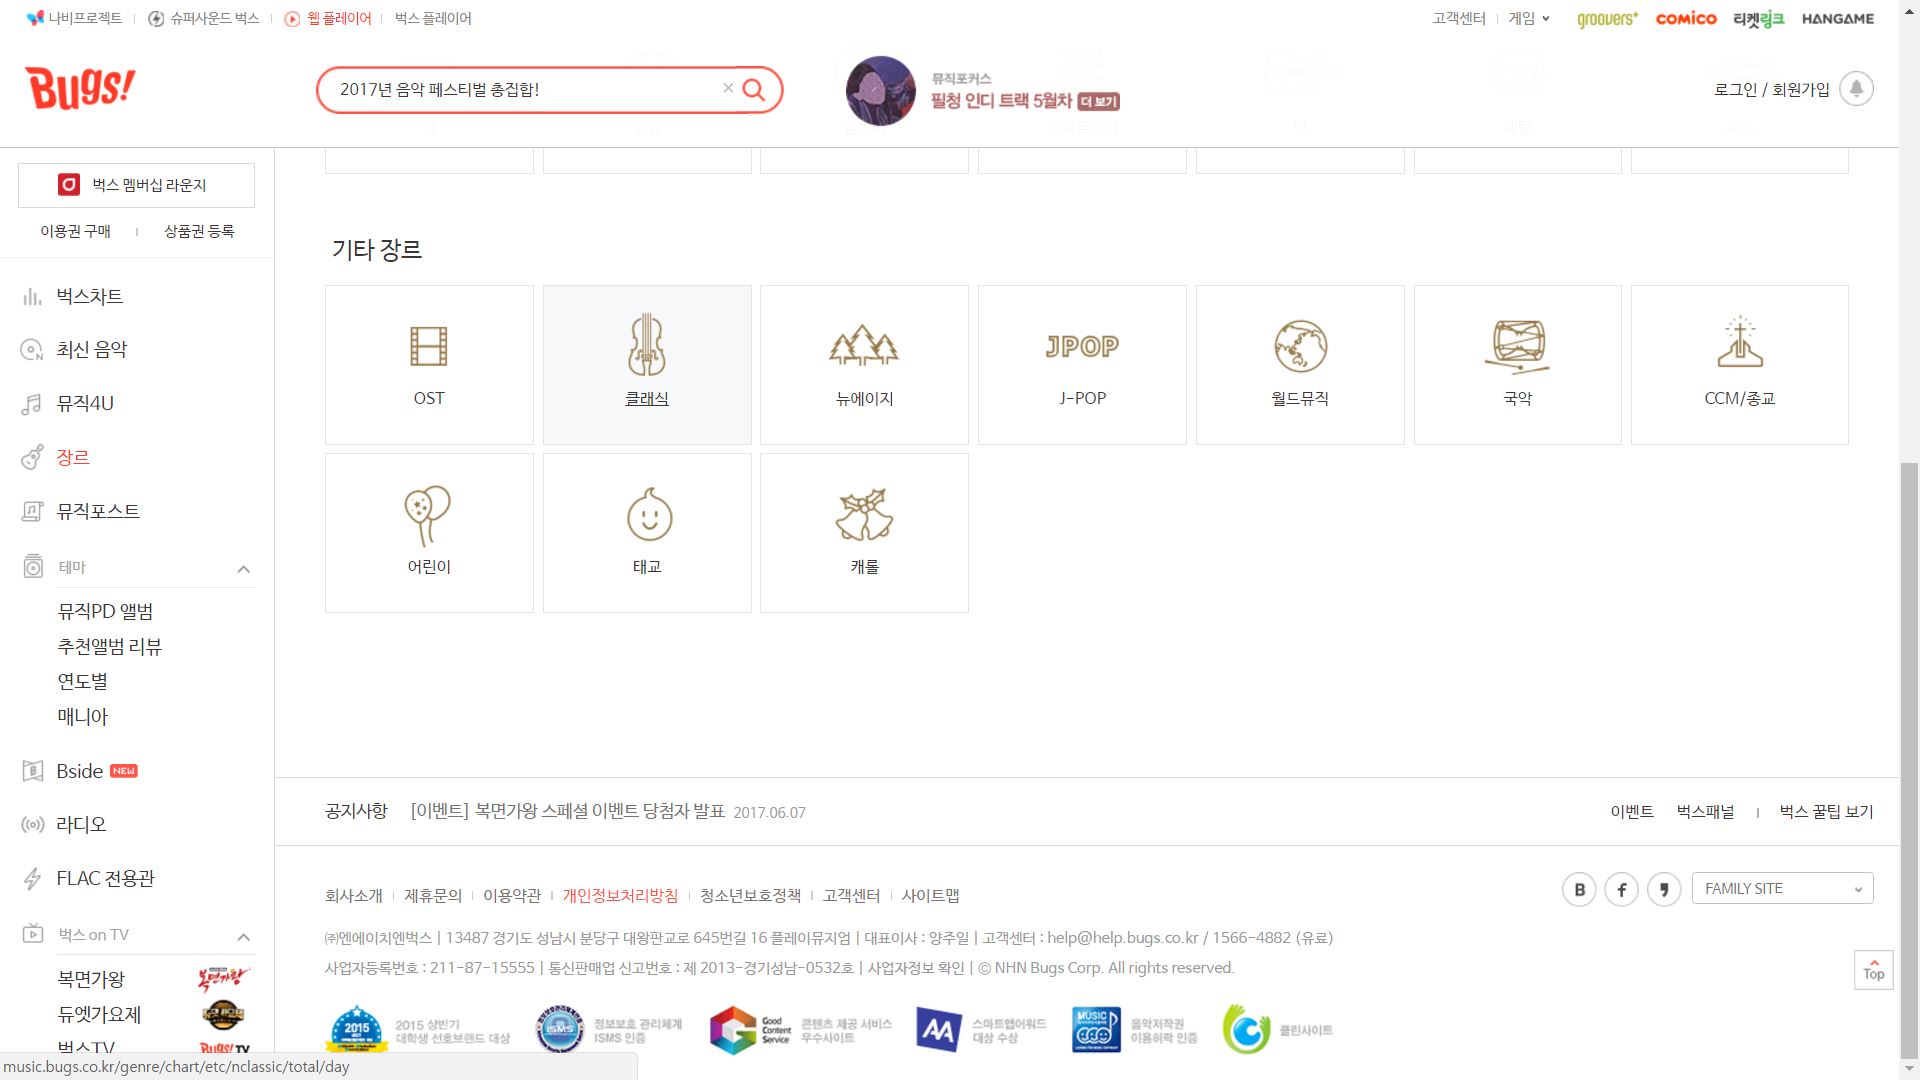 나비프로젝트 슈퍼사운드 벅스 웹 플레이어 벅스 플레이어 고객센터 게임 groovers+ comico 티켓링크 HANGAME
Bugs! 2017년 음악 페스티벌 총집합! 뮤직포커스
필청 인디 트랙 5월차 더 보기 로그인 / 회원가입
벅스 멤버십 라운지
이용권 구매 상품권 등록
벅스차트
최신 음악
뮤직4U
장르
뮤직포스트
테마
뮤직PD 앨범
추천앨범 리뷰
연도별
매니아
Bside NEW
라디오
FLAC 전용관
벅스 on TV
복면가왕 복면가왕
듀엣가요제
벅스TV Bugs! TV
기타 장르
JPOP
OST 클래식 뉴에이지 J-POP 월드뮤직 국악 CCM/종교
어린이 태교 캐롤
공지사항 [이벤트] 복면가왕 스페셜 이벤트 당첨자 발표 2017.06.07 이벤트 벅스패널 벅스 꿀팁 보기
회사소개 제휴문의 이용약관 개인정보처리방침 청소년보호정책 고객센터 사이트맵 B f FAMILY SITE
㈜엔에이치엔벅스 | 13487 경기도 성남시 분당구 대왕판교로 645번길 16 플레이뮤지엄 | 대표이사 : 양주일 | 고객센터 : help@help.bugs.co.kr / 1566-4882 (유료)
사업자등록번호 : 211-87-15555 | 통신판매업 신고번호 : 제 2013-경기성남-0532호 | 사업자정보 확인 | ⓒ NHN Bugs Corp. All rights reserved.
Top
2015 2015 상반기
대학생 선호브랜드 대상
ISMS 정보보호 관리체계
ISMS 인증
Good Content Service 콘텐츠 제공 서비스
우수사이트
AA 스마트앱어워드
대상 수상
MUSIC 음악저작권
이용허락 인증
클린사이트
music.bugs.co.kr/genre/chart/etc/nclassic/total/day